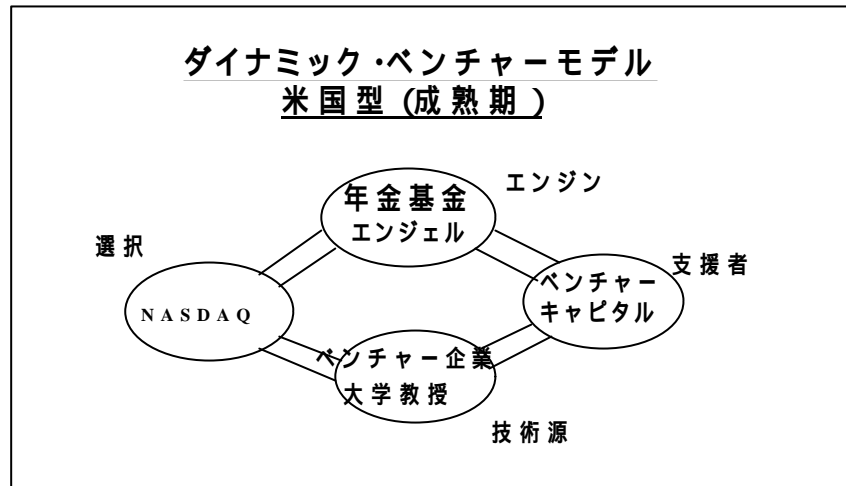 ダイナミック・ベンチャーモデル
米国型(成熟期)
エンジン
年金基金
エンジェル
選択
支援者
ベンチャー
キャピタル
NASDAQ
ベンチャー企業
大学教授
技術源